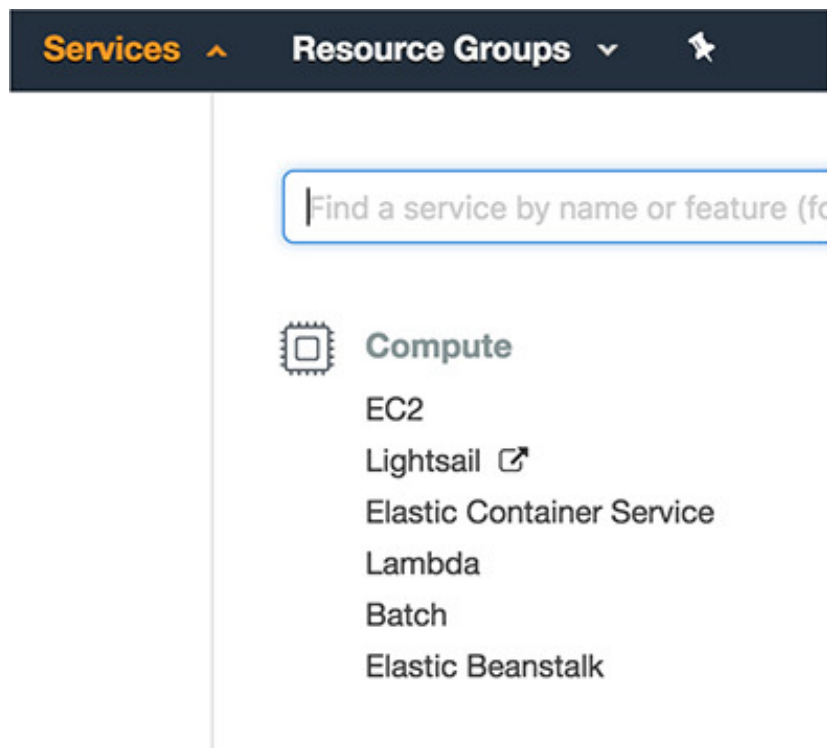 Services Resource Groups
Find a service by name or feature (fo
Compute
EC2
Lightsail
Elastic Container Service
Lambda
Batch
Elastic Beanstalk